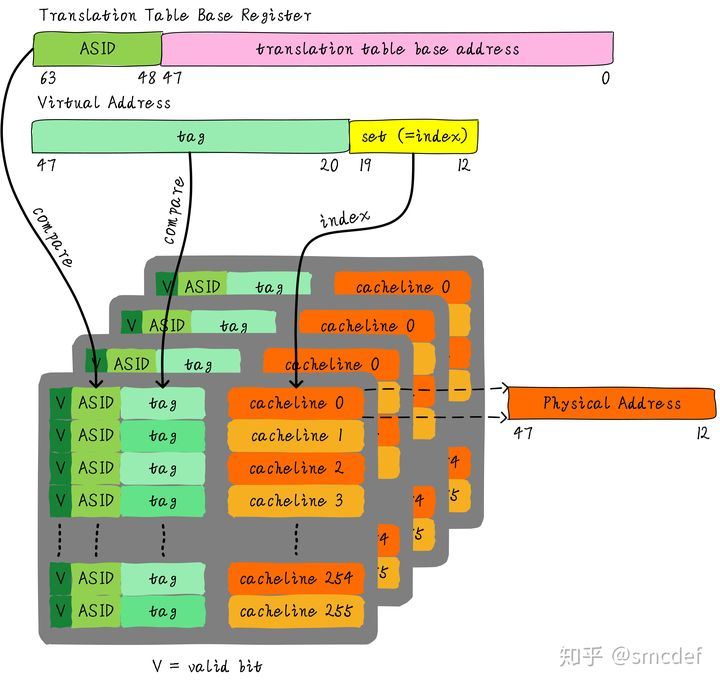 Translation Table Base Register
ASID translation table base address
63 48 47 0
Virtual Address
tag set (=index)
47 20 19 12
compare compare index
V ASID tag cacheline 0
V ASID tag cacheline 0
V ASID tag cacheline 0
V ASID tag cacheline 0
Physical Address
47 12
V ASID tag cacheline 1
V ASID tag cacheline 2
V ASID tag cacheline 3
V ASID tag cacheline 254
V ASID tag cacheline 255
V = valid bit
知乎 @smcdef